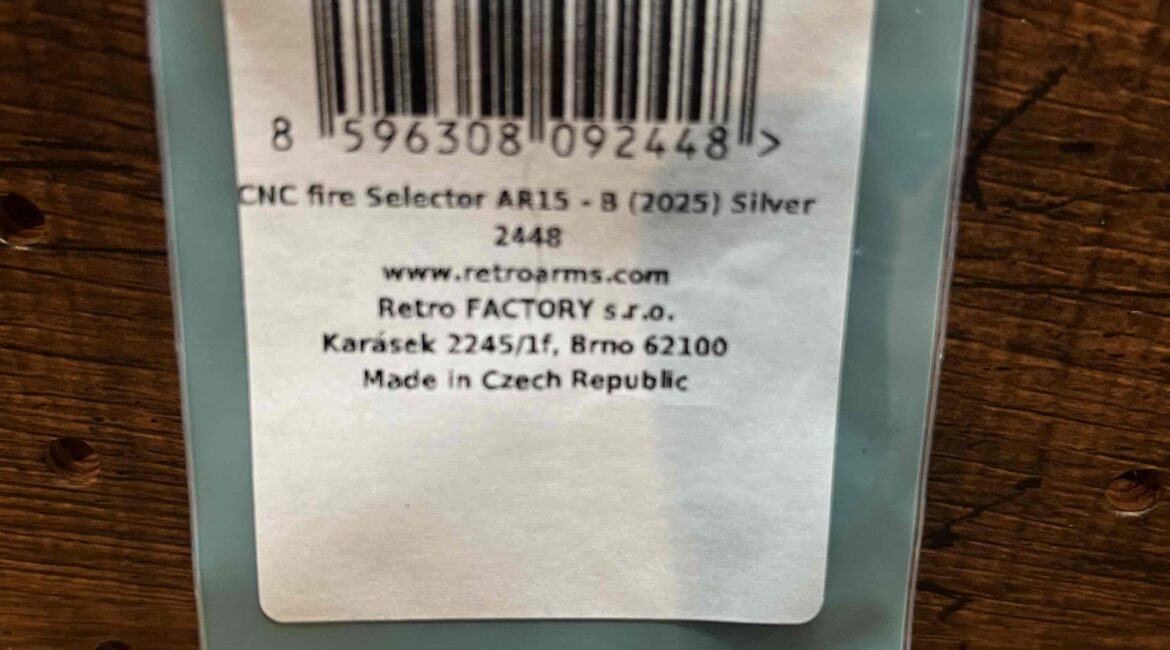 8 596308 092448 >
CNC fire Selector AR15 - B (2025) Silver
2448
www.retroarms.com
Retro FACTORY s.r.o.
Karásek 2245/1f, Brno 62100
Made in Czech Republic